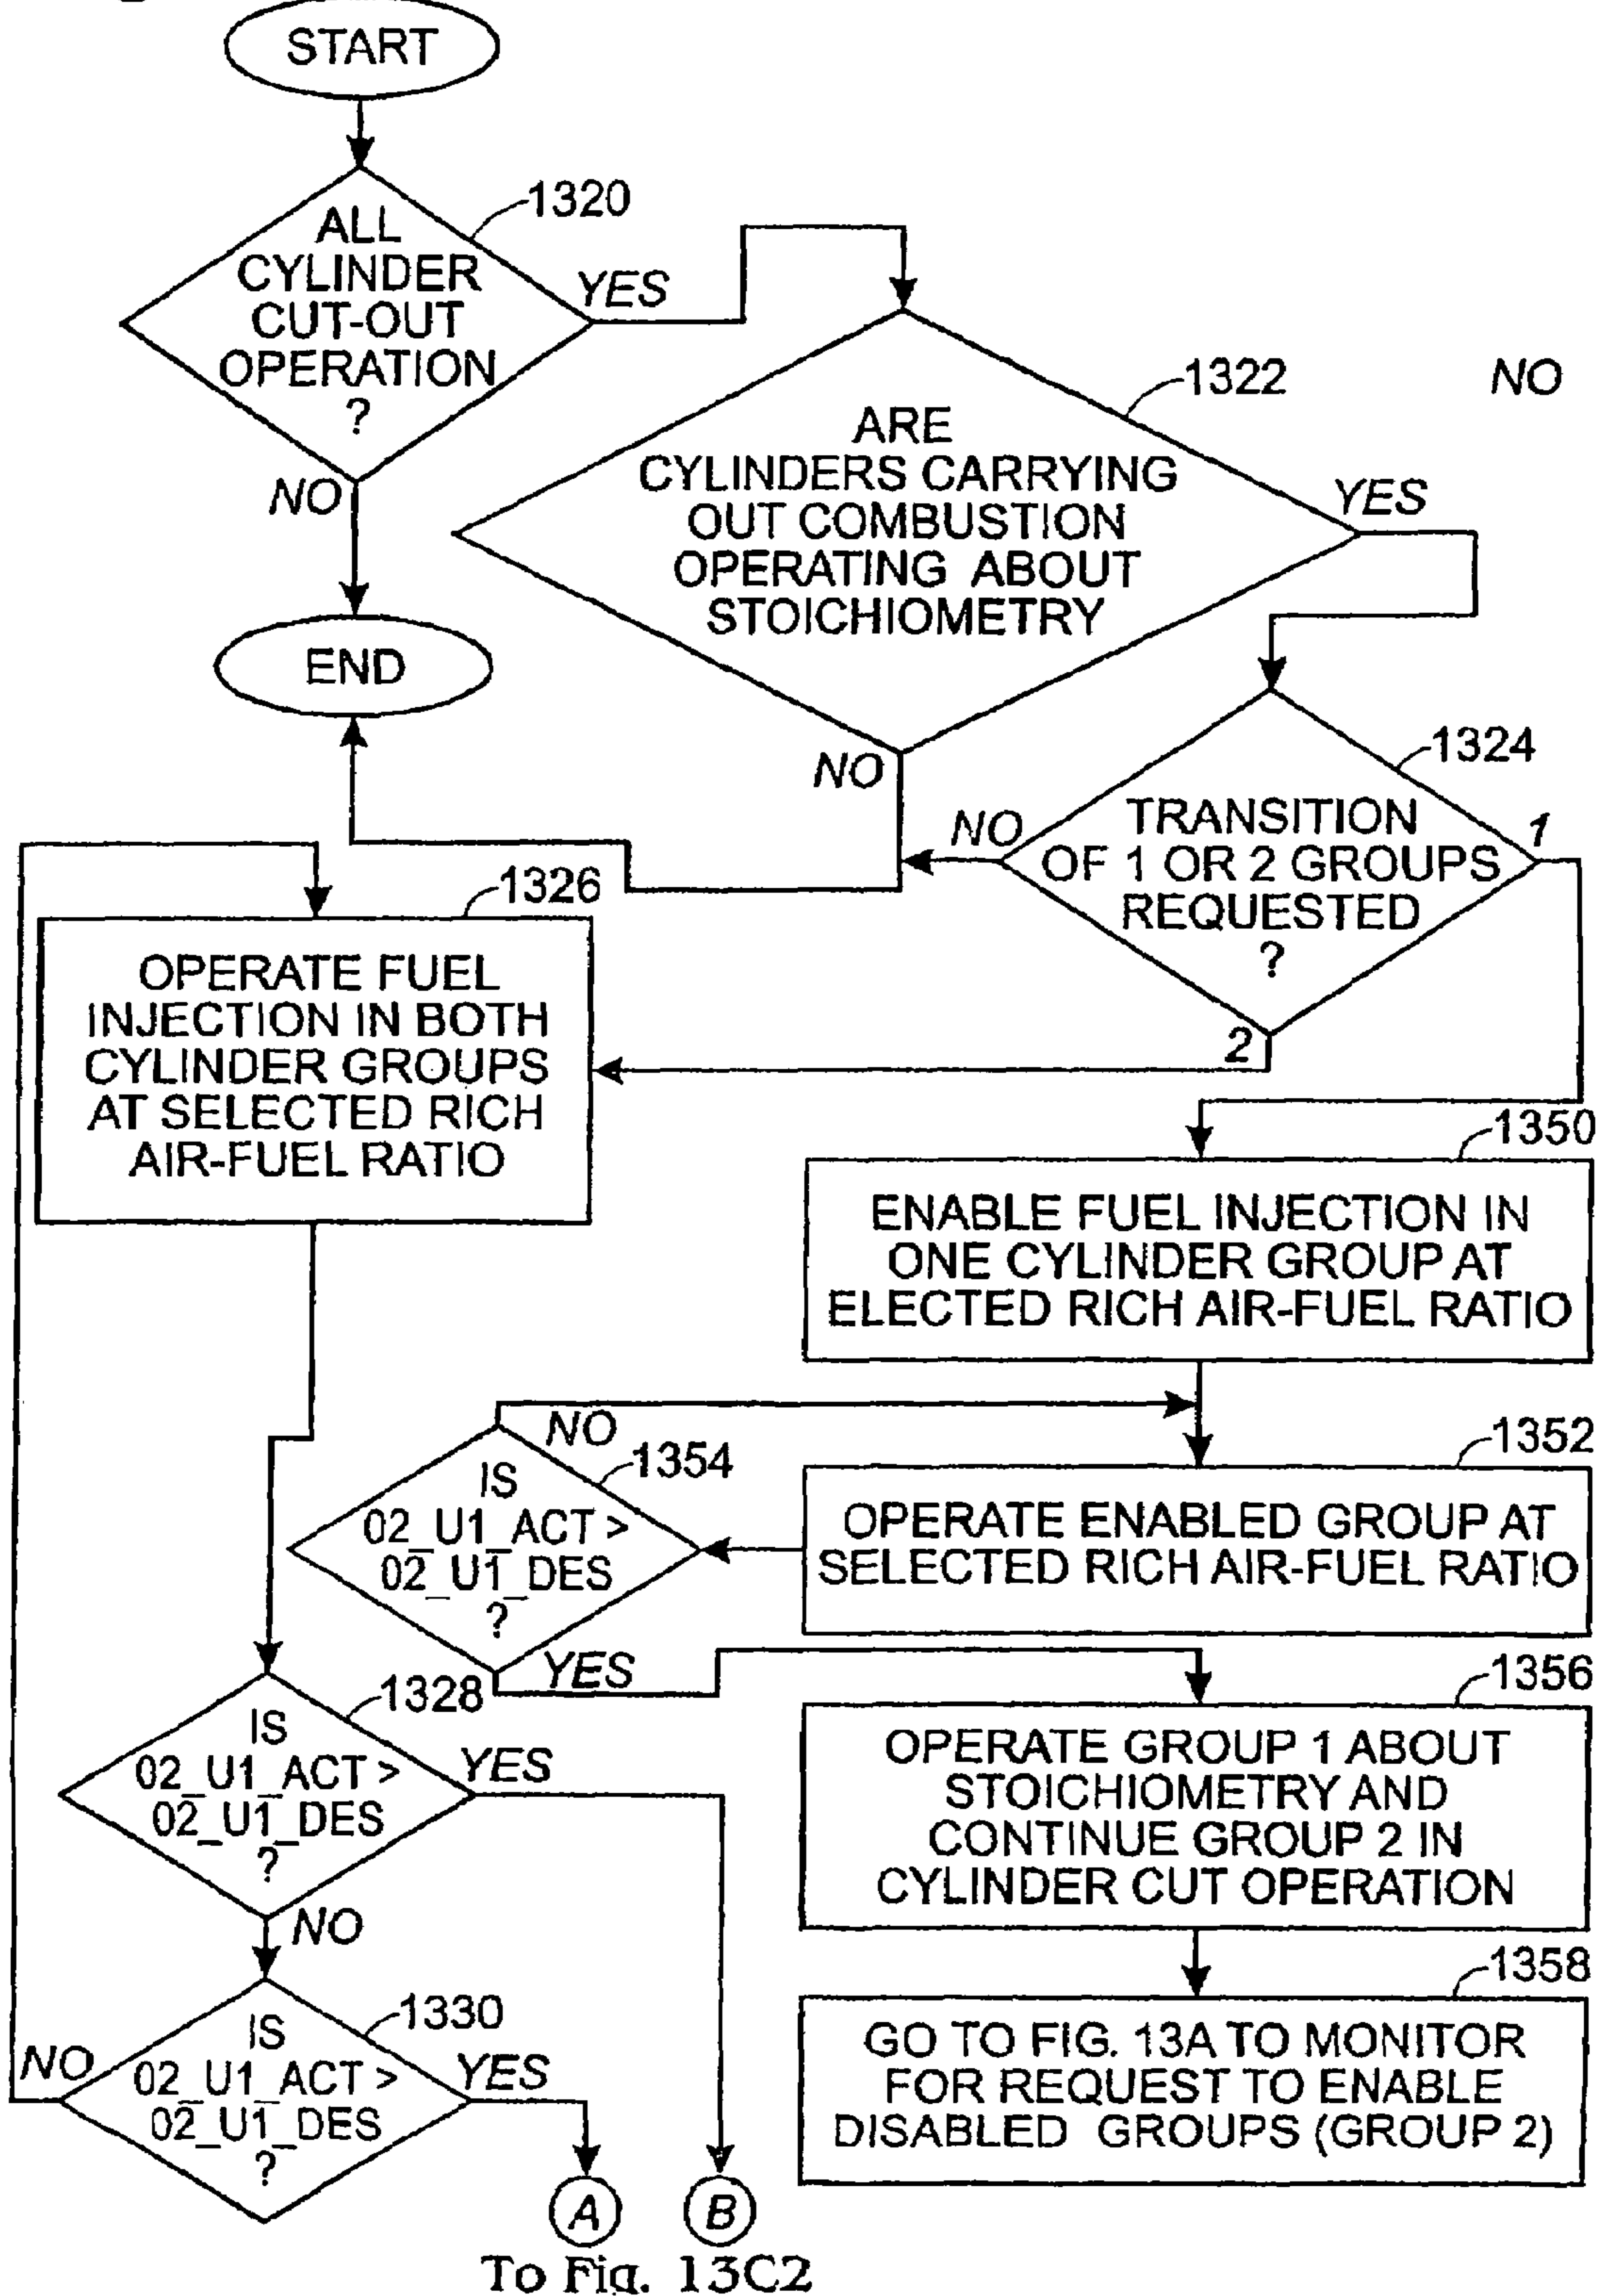 START
1320
ALL
CYLINDER
CUT-OUT
OPERATION
?
YES
NO
END
1322
NO
ARE
CYLINDERS CARRYING
OUT COMBUSTION
OPERATING ABOUT
STOICHIOMETRY
YES
NO
1324
TRANSITION
OF 1 OR 2 GROUPS
REQUESTED
?
NO
1
2
1326
OPERATE FUEL
INJECTION IN BOTH
CYLINDER GROUPS
AT SELECTED RICH
AIR-FUEL RATIO
1350
ENABLE FUEL INJECTION IN
ONE CYLINDER GROUP AT
ELECTED RICH AIR-FUEL RATIO
1352
OPERATE ENABLED GROUP AT
SELECTED RICH AIR-FUEL RATIO
NO
1354
IS
02_U1_ACT >
02_U1_DES
?
YES
1356
OPERATE GROUP 1 ABOUT
STOICHIOMETRY AND
CONTINUE GROUP 2 IN
CYLINDER CUT OPERATION
1328
IS
02_U1_ACT >
02_U1_DES
?
YES
NO
1358
GO TO FIG. 13A TO MONITOR
FOR REQUEST TO ENABLE
DISABLED GROUPS (GROUP 2)
1330
IS
02_U1_ACT >
02_U1_DES
?
NO
YES
A
B
To Fig. 13C2